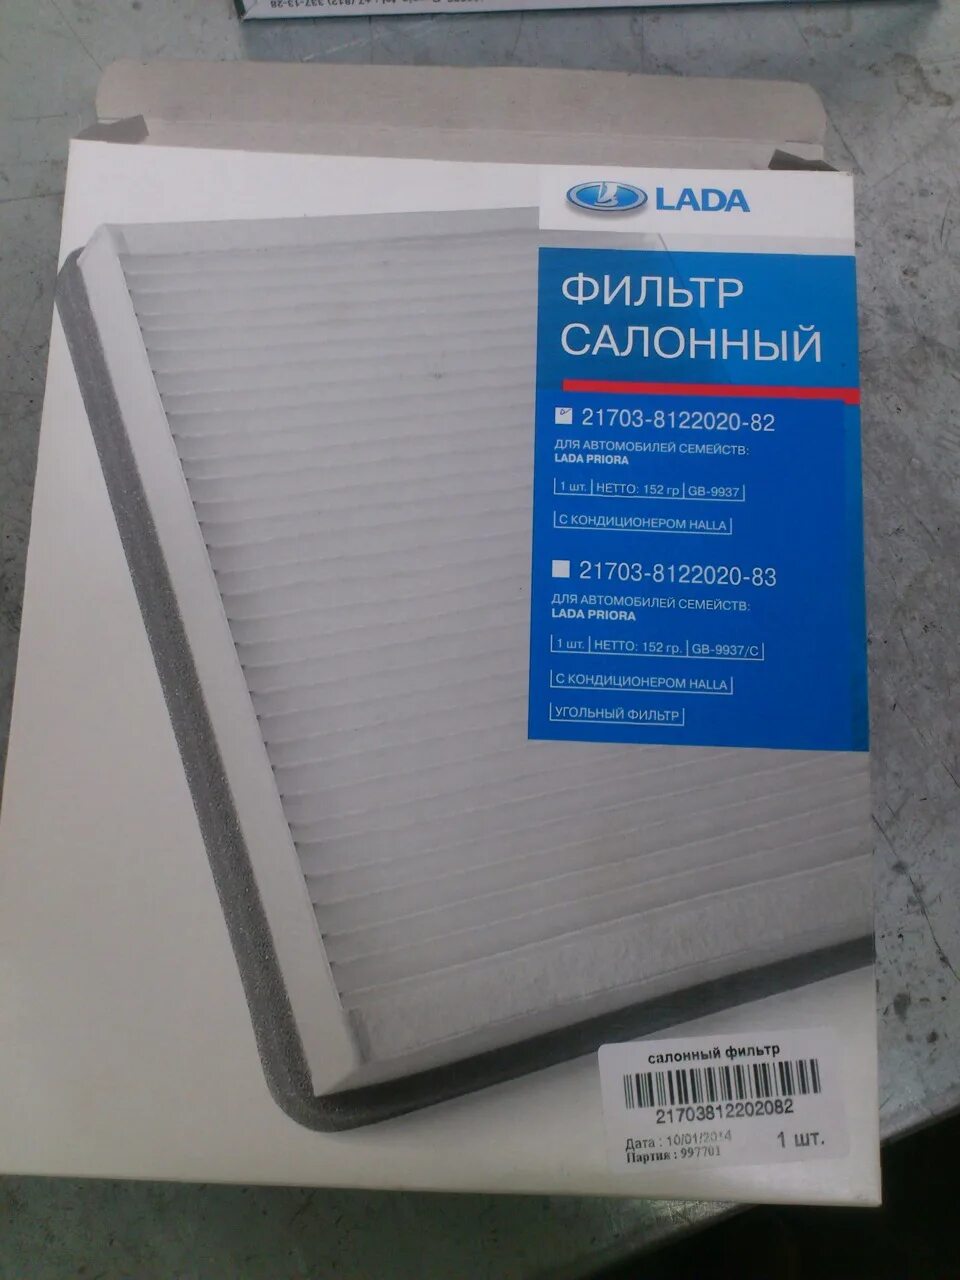 LADA
ФИЛЬТР
САЛОННЫЙ
21703-8122020-82
ДЛЯ АВТОМОБИЛЕЙ СЕМЕЙСТВ:
LADA PRIORA
1 шт. НЕТТО: 152 гр GB-9937
С КОНДИЦИОНЕРОМ HALLA
21703-8122020-83
ДЛЯ АВТОМОБИЛЕЙ СЕМЕЙСТВ:
LADA PRIORA
1 шт. НЕТТО: 152 гр. GB-9937/C
С КОНДИЦИОНЕРОМ HALLA
УГОЛЬНЫЙ ФИЛЬТР
салонный фильтр
21703812202082
Дата : 10/01/2014 1 шт.
Партия : 997701